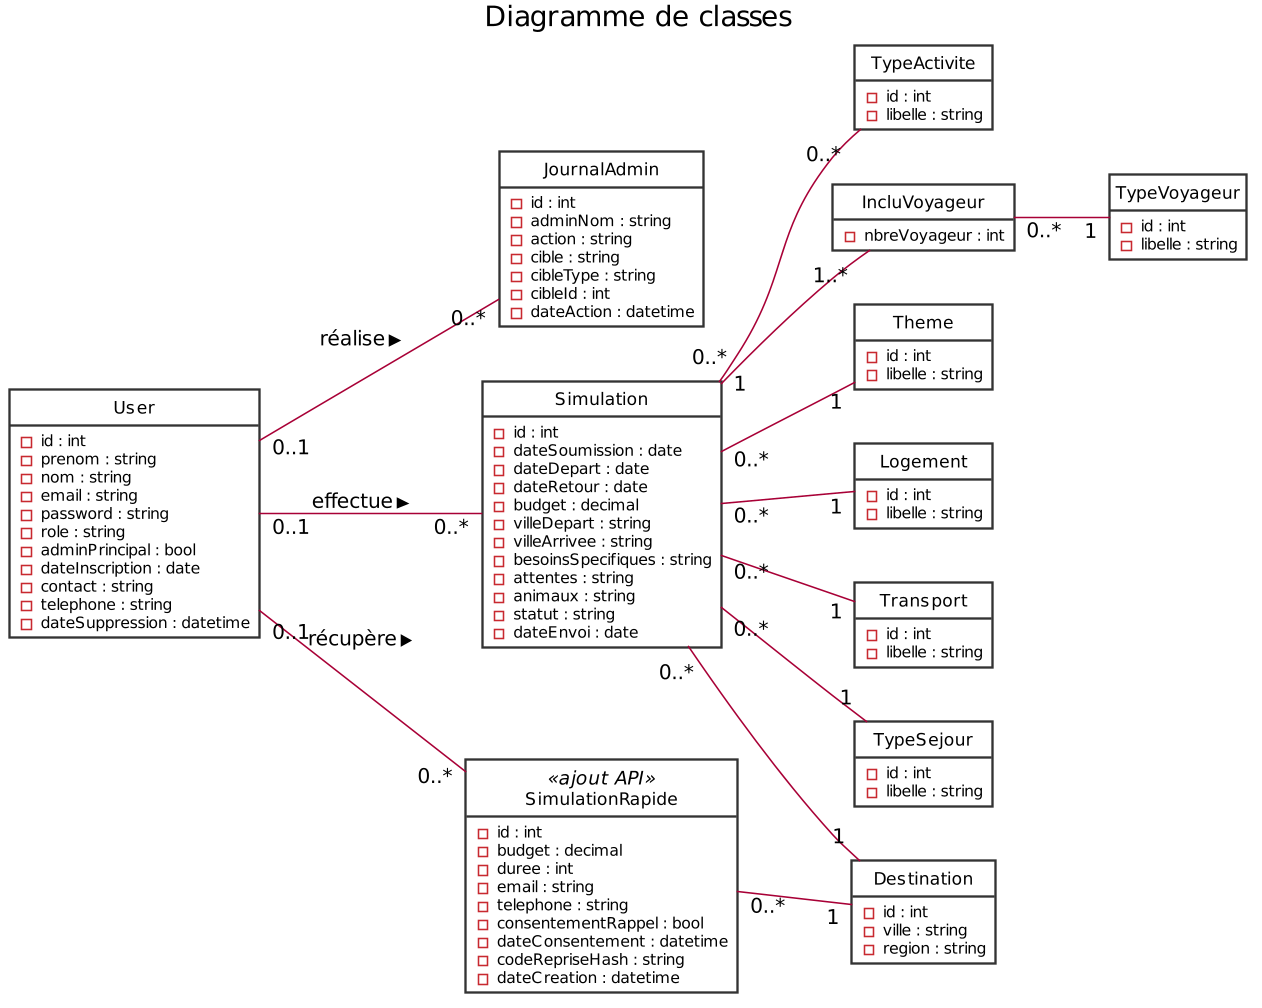 Diagramme de classes
TypeActivite
id : int
libelle : string
0..*
JournalAdmin
id : int
adminNom : string
action : string
cible : string
cibleType : string
cibleId : int
dateAction : datetime
0..*
réalise ▶
IncluVoyageur
nbreVoyageur : int
1..*
0..*
1
TypeVoyageur
id : int
libelle : string
Theme
id : int
libelle : string
1
User
id : int
prenom : string
nom : string
email : string
password : string
role : string
adminPrincipal : bool
dateInscription : date
contact : string
telephone : string
dateSuppression : datetime
0..1
effectue ▶
0..1
0..*
0..1
récupère ▶
0..*
Simulation
id : int
dateSoumission : date
dateDepart : date
dateRetour : date
budget : decimal
villeDepart : string
villeArrivee : string
besoinsSpecifiques : string
attentes : string
animaux : string
statut : string
dateEnvoi : date
0..*
1
0..*
0..*
0..*
0..*
0..*
Logement
id : int
libelle : string
1
Transport
id : int
libelle : string
1
TypeSejour
id : int
libelle : string
1
«ajout API»
SimulationRapide
id : int
budget : decimal
duree : int
email : string
telephone : string
consentementRappel : bool
dateConsentement : datetime
codeRepriseHash : string
dateCreation : datetime
0..*
1
1
Destination
id : int
ville : string
region : string